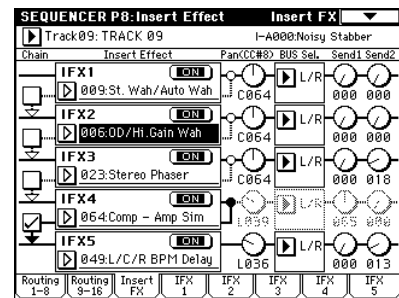 SEQUENCER P8:Insert Effect Insert FX
Track09: TRACK 09 I-A000:Noisy Stabber
Chain Insert Effect Pan(CC#8) BUS Sel. Send1 Send2
IFX1 ON
009:St. Wah/Auto Wah C064 L/R 000 000
IFX2 ON
006:OD/Hi.Gain Wah C064 L/R 000 000
IFX3 ON
023:Stereo Phaser C064 L/R 000 018
IFX4 ON
064:Comp - Amp Sim L/R
IFX5 ON
049:L/C/R BPM Delay L036 L/R 000 013
Routing 1-8 Routing 9-16 Insert FX IFX 1 IFX 2 IFX 3 IFX 4 IFX 5